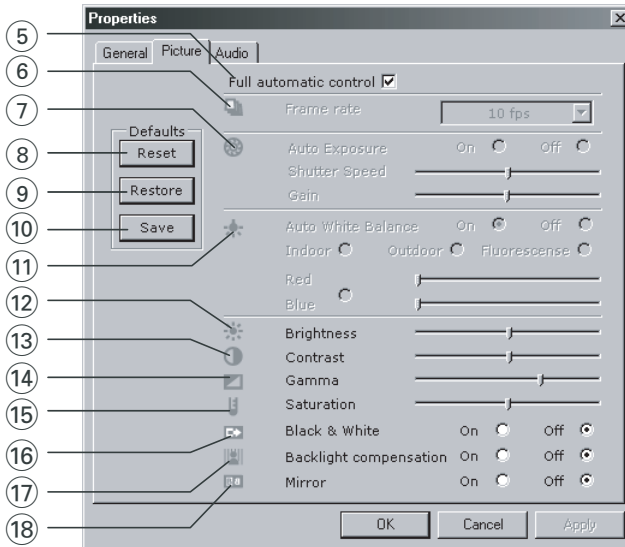 Properties
General Picture Audio
5 Full automatic control
6 Frame rate 10 fps
7 Auto Exposure On Off
Shutter Speed
Gain
Defaults
8 Reset
9 Restore
10 Save
11 Auto White Balance On Off
Indoor Outdoor Fluorescense
Red
Blue
12 Brightness
13 Contrast
14 Gamma
15 Saturation
16 Black & White On Off
17 Backlight compensation On Off
18 Mirror On Off
OK Cancel Apply